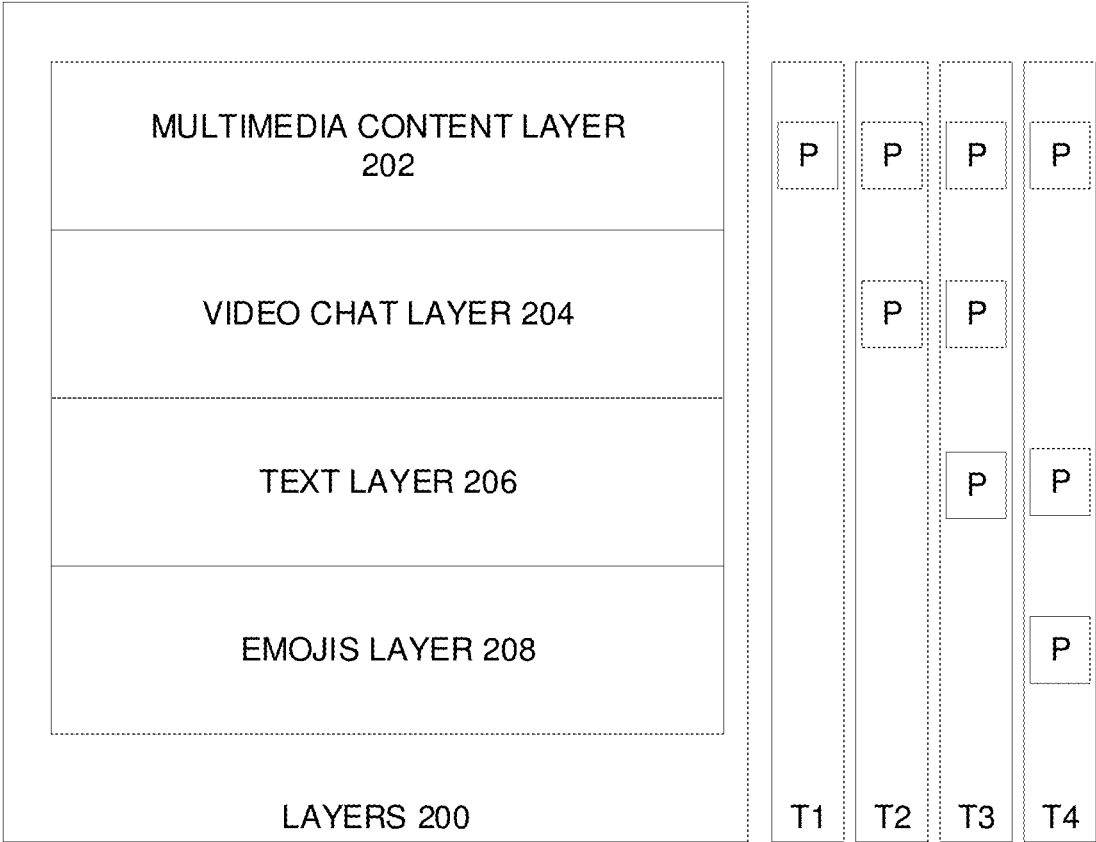 MULTIMEDIA CONTENT LAYER
202
P P P P
VIDEO CHAT LAYER 204
P P
TEXT LAYER 206
P P
EMOJIS LAYER 208
P
LAYERS 200
T1 T2 T3 T4